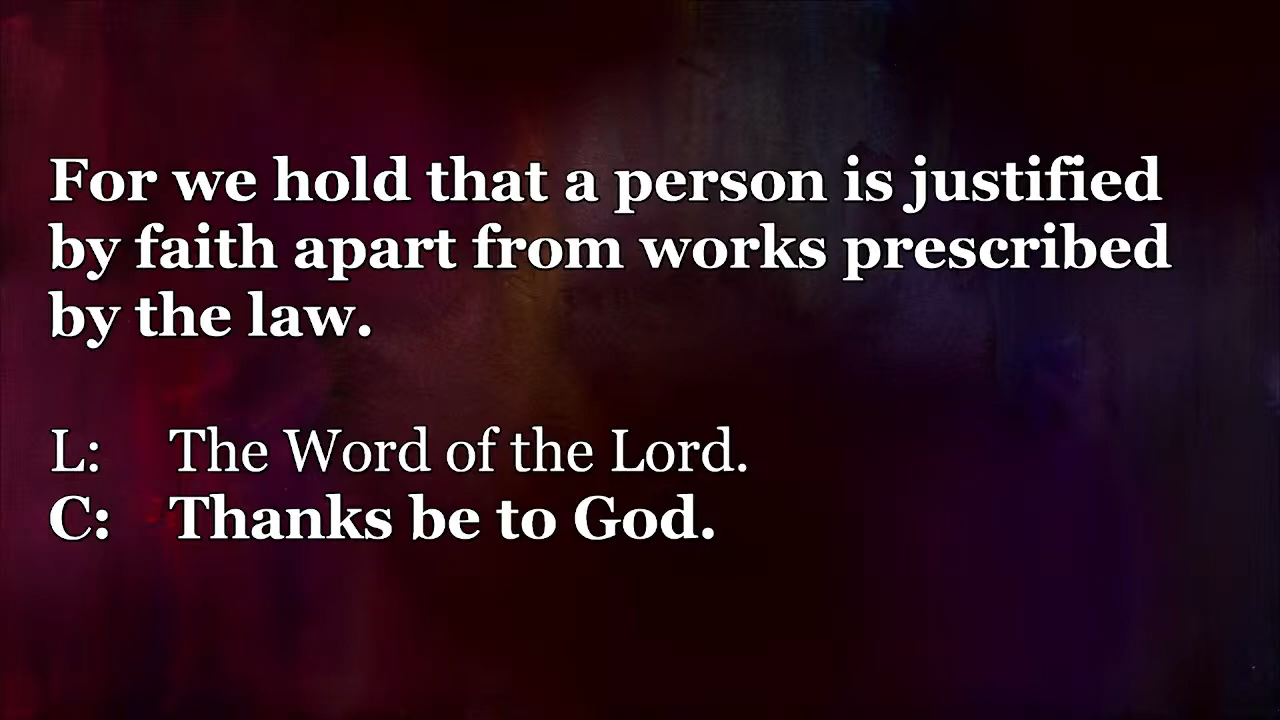 For we hold that a person is justified
by faith apart from works prescribed
by the law.
L: The Word of the Lord.
C: Thanks be to God.